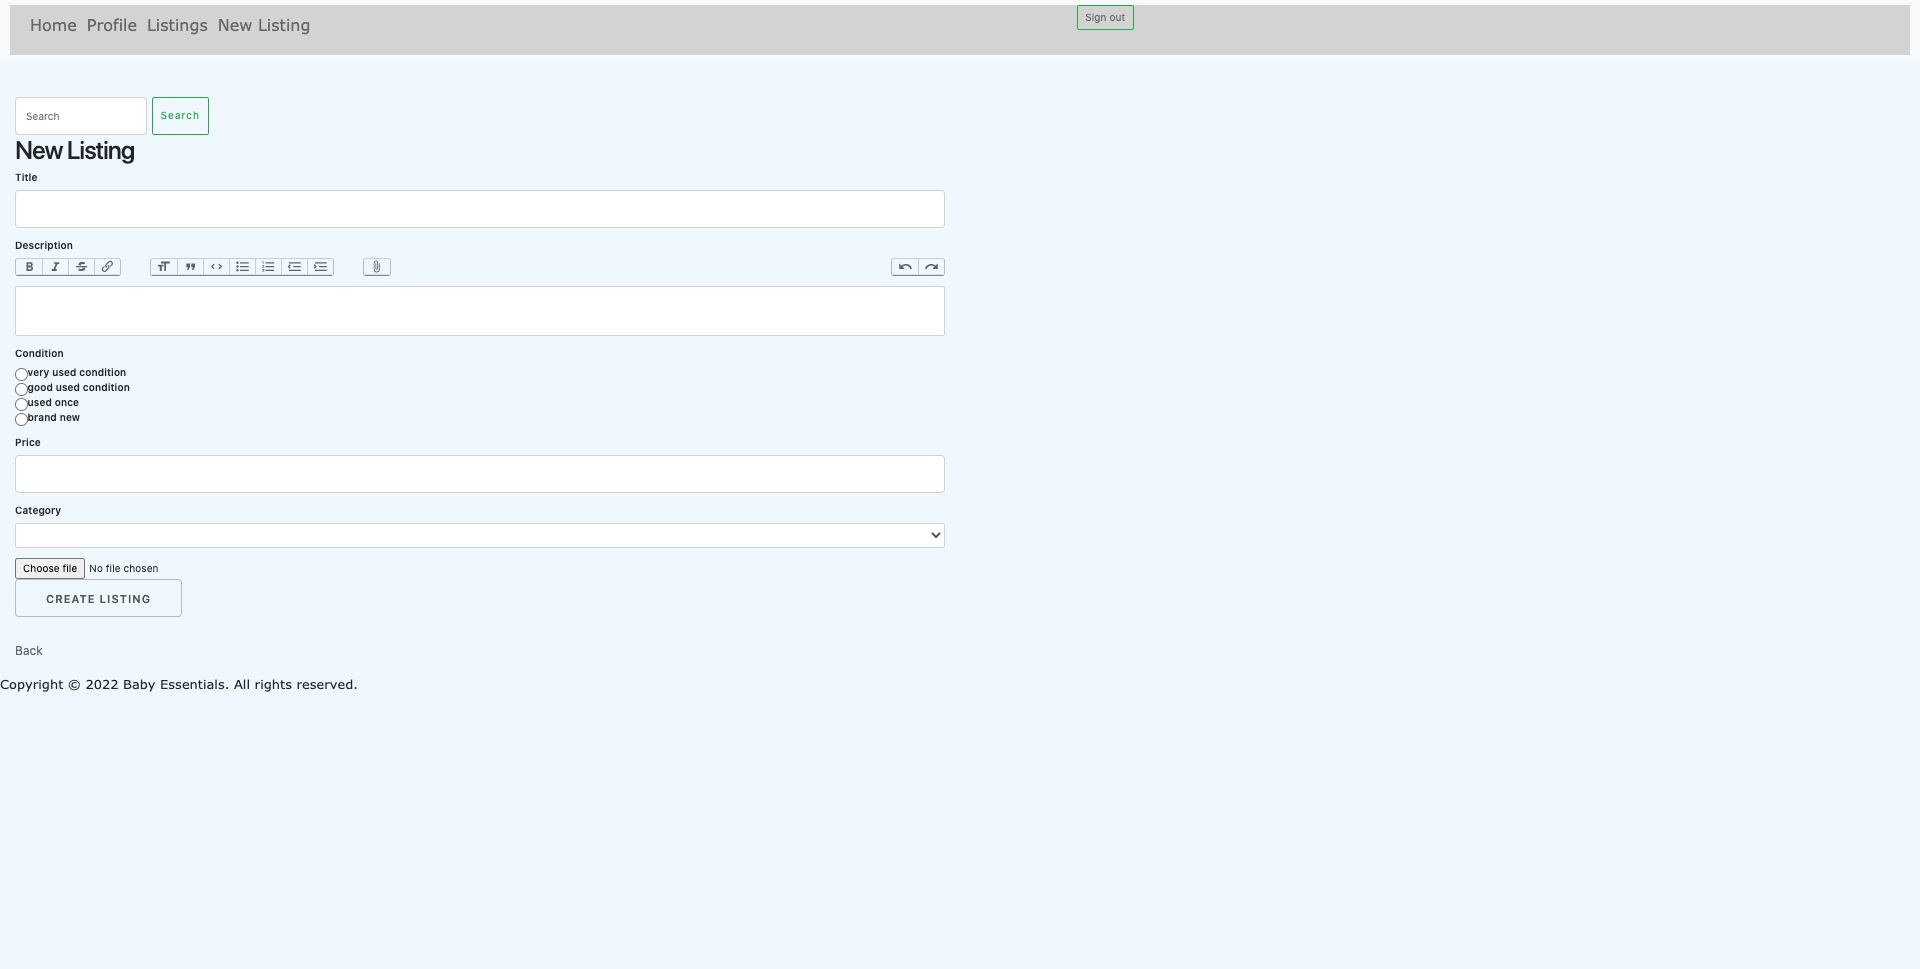 Home Profile Listings New Listing Sign out
Search Search
New Listing
Title
Description
Condition
very used condition
good used condition
used once
brand new
Price
Category
Choose file No file chosen
CREATE LISTING
Back
Copyright © 2022 Baby Essentials. All rights reserved.